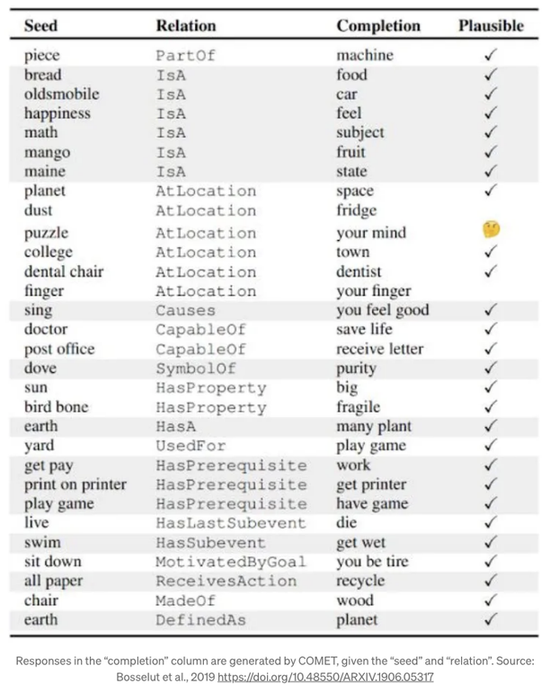 Seed Relation Completion Plausible
piece PartOf machine ✓
bread IsA food ✓
oldsmobile IsA car ✓
happiness IsA feel ✓
math IsA subject ✓
mango IsA fruit ✓
maine IsA state ✓
planet AtLocation space ✓
dust AtLocation fridge
puzzle AtLocation your mind 🤔
college AtLocation town ✓
dental chair AtLocation dentist ✓
finger AtLocation your finger
sing Causes you feel good ✓
doctor CapableOf save life ✓
post office CapableOf receive letter ✓
dove SymbolOf purity ✓
sun HasProperty big ✓
bird bone HasProperty fragile ✓
earth HasA many plant ✓
yard UsedFor play game ✓
get pay HasPrerequisite work ✓
print on printer HasPrerequisite get printer ✓
play game HasPrerequisite have game ✓
live HasLastSubevent die ✓
swim HasSubevent get wet ✓
sit down MotivatedByGoal you be tire ✓
all paper ReceivesAction recycle ✓
chair MadeOf wood ✓
earth DefinedAs planet ✓
Responses in the “completion” column are generated by COMET, given the “seed” and “relation”. Source:
Bosselut et al., 2019 https://doi.org/10.48550/ARXIV.1906.05317